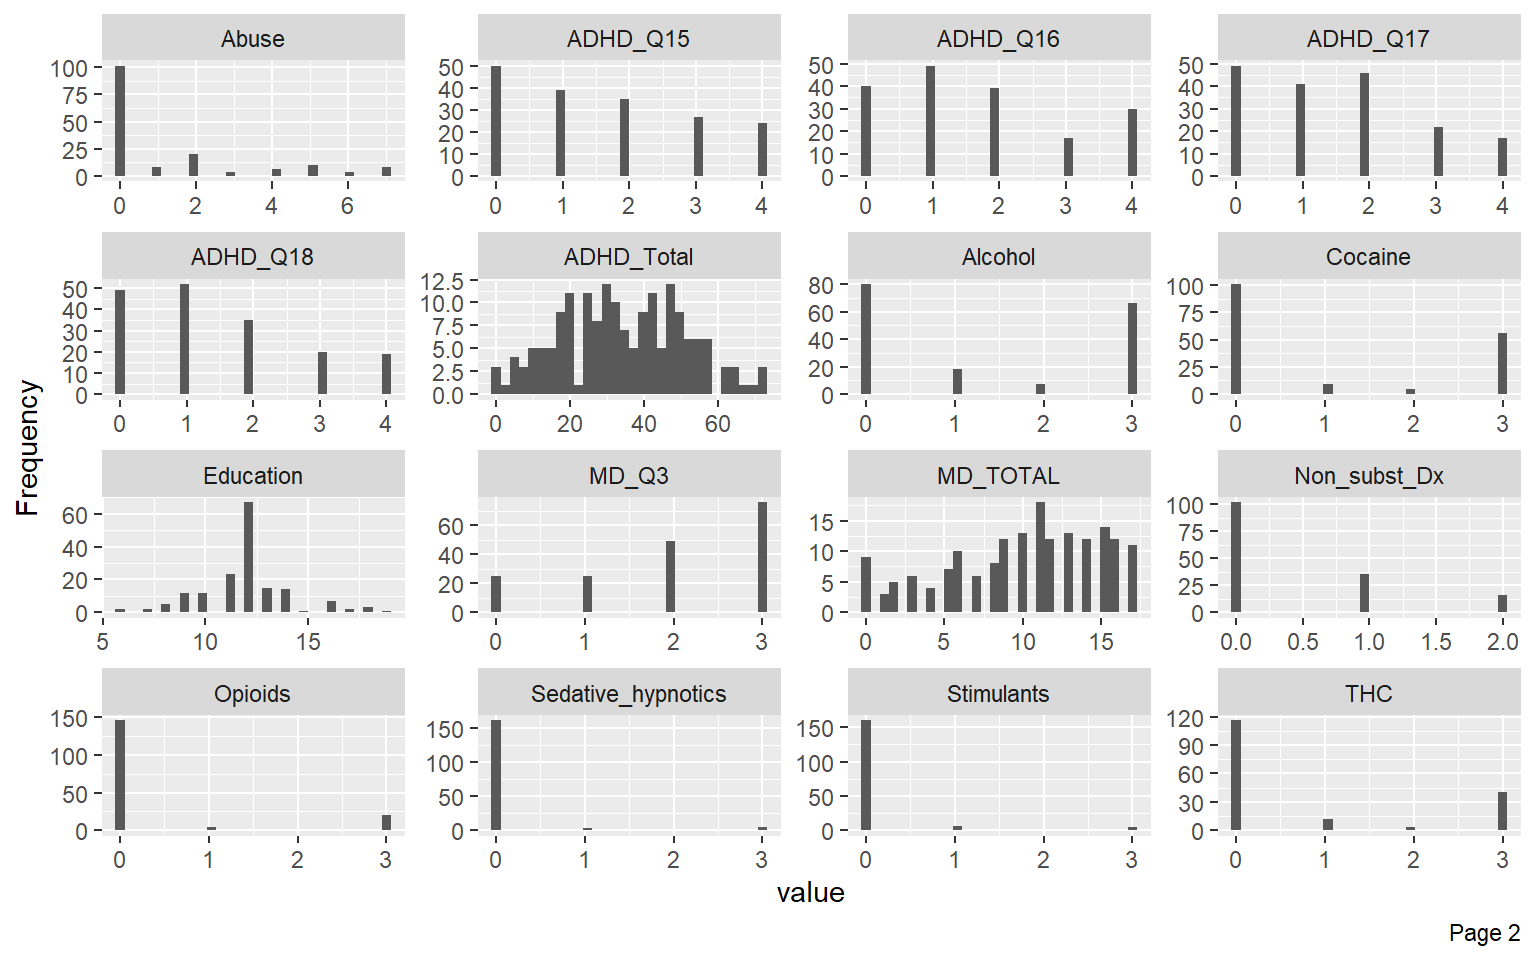 Abuse
ADHD_Q15
ADHD_Q16
ADHD_Q17
100
75
50
25
0
0 2 4 6
50
40
30
20
10
0
0 1 2 3 4
50
40
30
20
10
0
0 1 2 3 4
50
40
30
20
10
0
0 1 2 3 4
ADHD_Q18
ADHD_Total
Alcohol
Cocaine
50
40
30
20
10
0
0 1 2 3 4
12.5
10.0
7.5
5.0
2.5
0.0
0 20 40 60
80
60
40
20
0
0 1 2 3
100
75
50
25
0
0 1 2 3
Frequency
Education
MD_Q3
MD_TOTAL
Non_subst_Dx
60
40
20
0
5 10 15
60
40
20
0
0 1 2 3
15
10
5
0
0 5 10 15
100
75
50
25
0
0.0 0.5 1.0 1.5 2.0
Opioids
Sedative_hypnotics
Stimulants
THC
150
100
50
0
0 1 2 3
150
100
50
0
0 1 2 3
150
100
50
0
0 1 2 3
120
90
60
30
0
0 1 2 3
value
Page 2